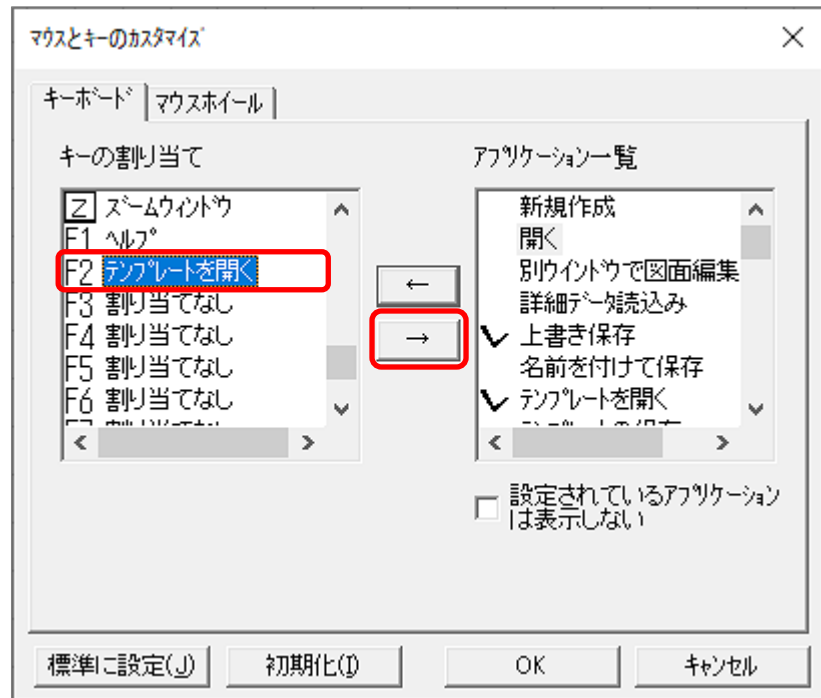 マウスとキーのカスタマイズ
キーボード
マウスホイール
キーの割り当て
Z ズームウィンドウ
F1 ヘルプ
F2 テンプレートを開く
F3 割り当てなし
F4 割り当てなし
F5 割り当てなし
F6 割り当てなし
←
→
アプリケーション一覧
新規作成
開く
別ウインドウで図面編集
詳細データ読込み
上書き保存
名前を付けて保存
テンプレートを開く
設定されているアプリケーション
は表示しない
標準に設定(J)
初期化(I)
OK
キャンセル